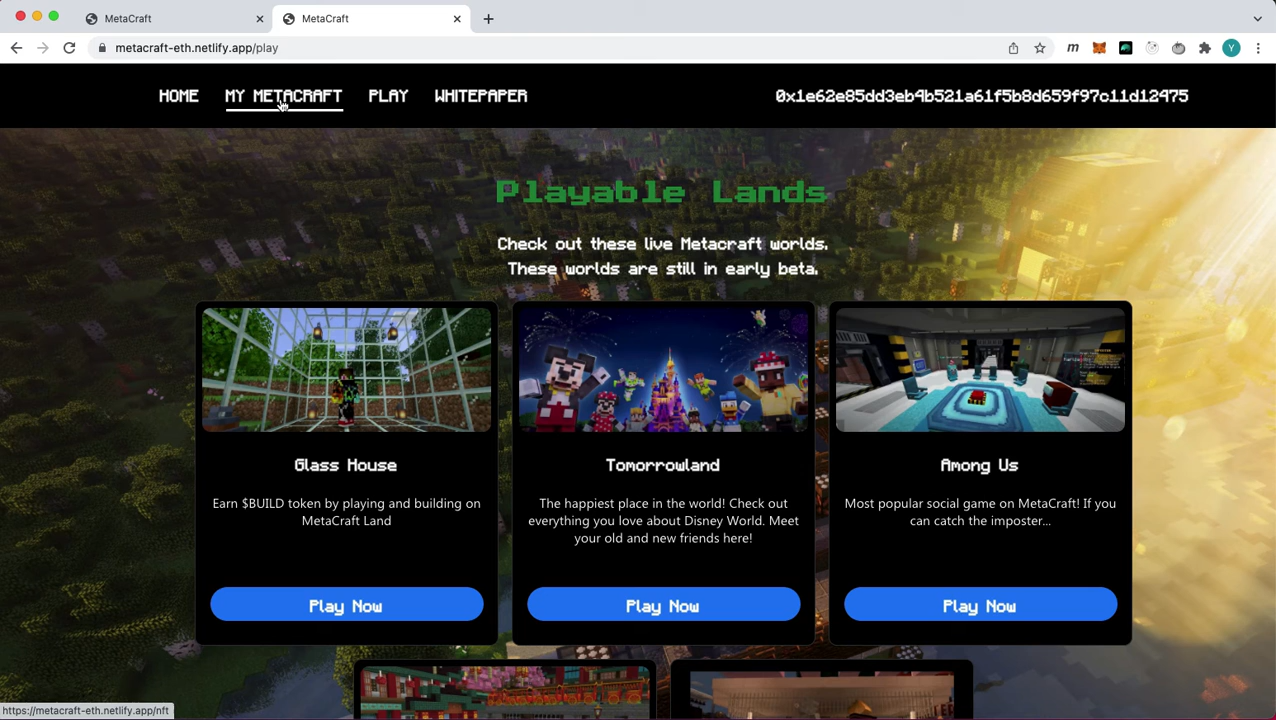 MetaCraft
MetaCraft
metacraft-eth.netlify.app/play
m
Y
HOME
MY METACRAFT
PLAY
WHITEPAPER
0x1e62e85dd3eb4b521a61f5b8d659f97c11d12475
Playable Lands
Check out these live Metacraft worlds.
These worlds are still in early beta.
Glass House
Earn $BUILD token by playing and building on
MetaCraft Land
Play Now
Tomorrowland
The happiest place in the world! Check out
everything you love about Disney World. Meet
your old and new friends here!
Play Now
Among Us
Most popular social game on MetaCraft! If you
can catch the imposter...
Play Now
https://metacraft-eth.netlify.app/nft